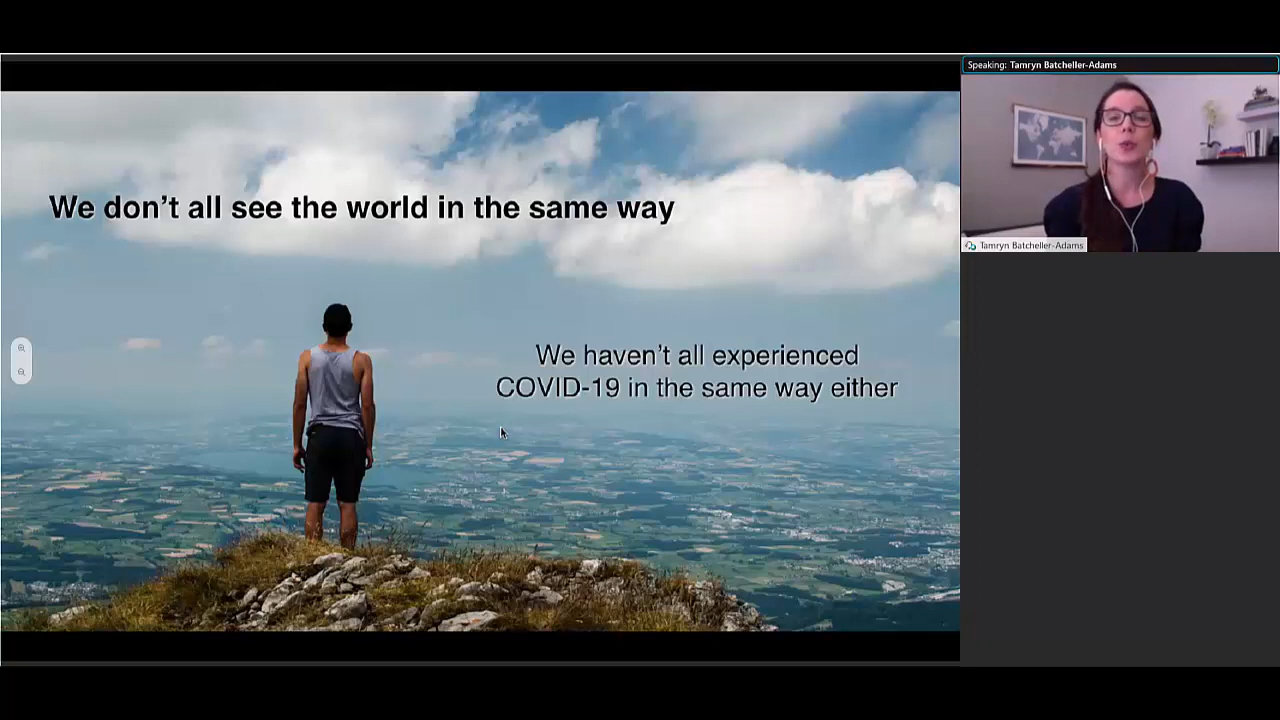 Speaking: Tamryn Batcheller-Adams
We don't all see the world in the same way
We haven't all experienced
COVID-19 in the same way either
Tamryn Batcheller-Adams